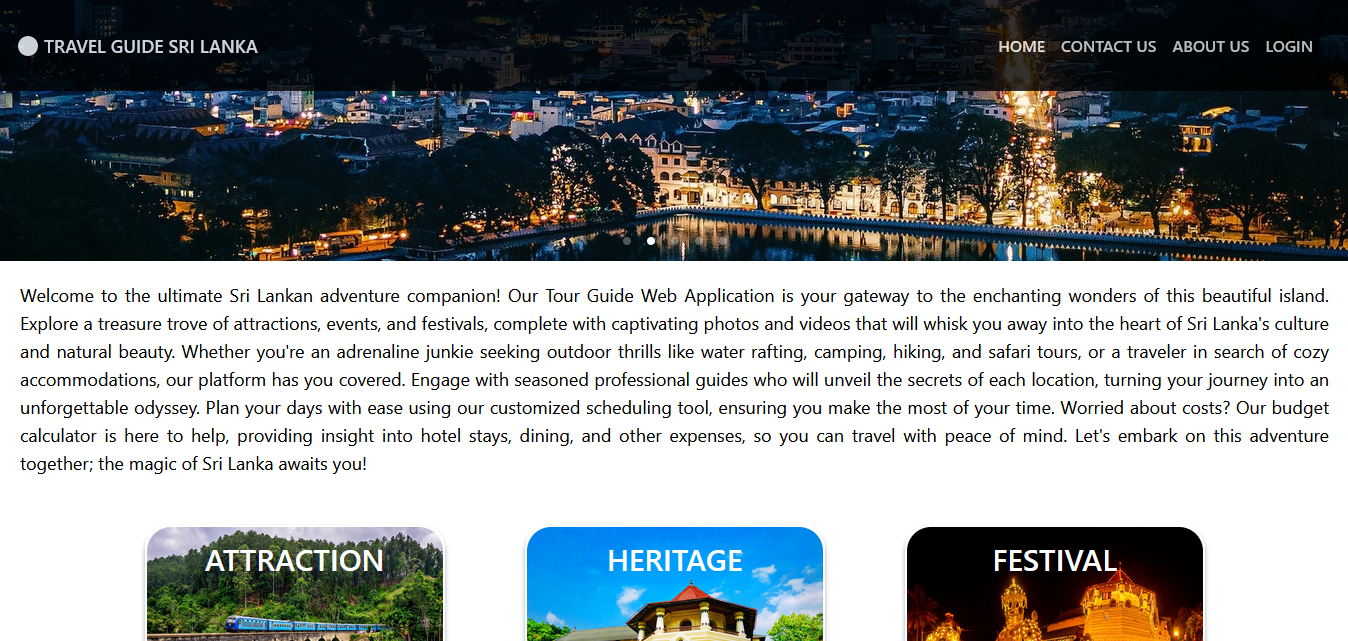 TRAVEL GUIDE SRI LANKA
HOME CONTACT US ABOUT US LOGIN
Welcome to the ultimate Sri Lankan adventure companion! Our Tour Guide Web Application is your gateway to the enchanting wonders of this beautiful island.
Explore a treasure trove of attractions, events, and festivals, complete with captivating photos and videos that will whisk you away into the heart of Sri Lanka's culture
and natural beauty. Whether you're an adrenaline junkie seeking outdoor thrills like water rafting, camping, hiking, and safari tours, or a traveler in search of cozy
accommodations, our platform has you covered. Engage with seasoned professional guides who will unveil the secrets of each location, turning your journey into an
unforgettable odyssey. Plan your days with ease using our customized scheduling tool, ensuring you make the most of your time. Worried about costs? Our budget
calculator is here to help, providing insight into hotel stays, dining, and other expenses, so you can travel with peace of mind. Let's embark on this adventure
together; the magic of Sri Lanka awaits you!
ATTRACTION HERITAGE FESTIVAL